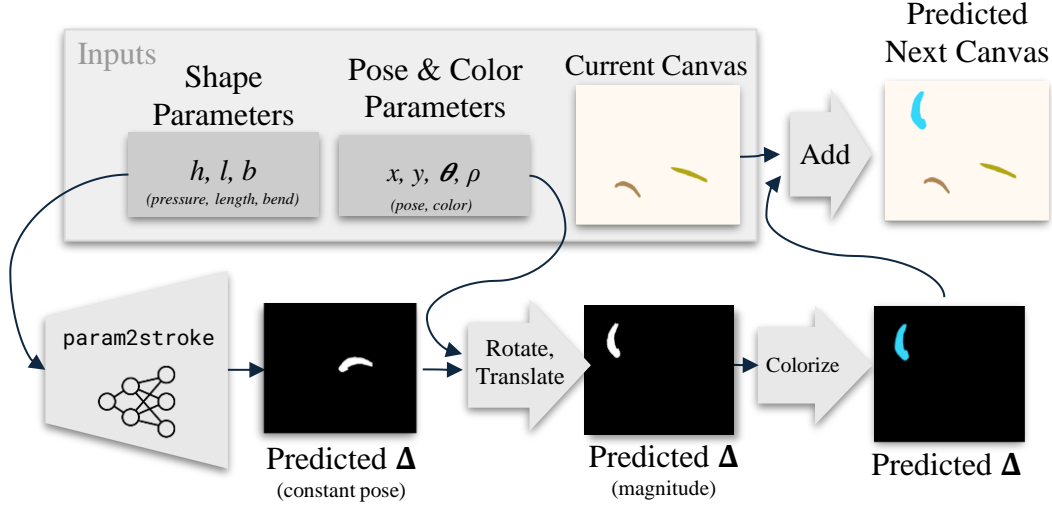 Inputs
Shape
Parameters
h, l, b
(pressure, length, bend)
Pose & Color
Parameters
x, y, θ, ρ
(pose, color)
Current Canvas
Add
Predicted
Next Canvas
param2stroke
Predicted Δ
(constant pose)
Rotate,
Translate
Predicted Δ
(magnitude)
Colorize
Predicted Δ